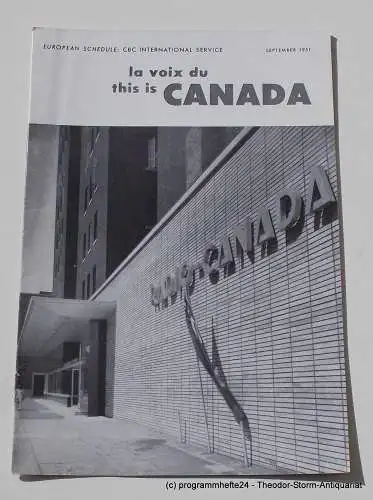 EUROPEAN SCHEDULE: CBC INTERNATIONAL SERVICE SEPTEMBER 1951
la voix du
this is CANADA
RADIO-CANADA
(c) programmhefte24 - Theodor-Storm-Antiquariat